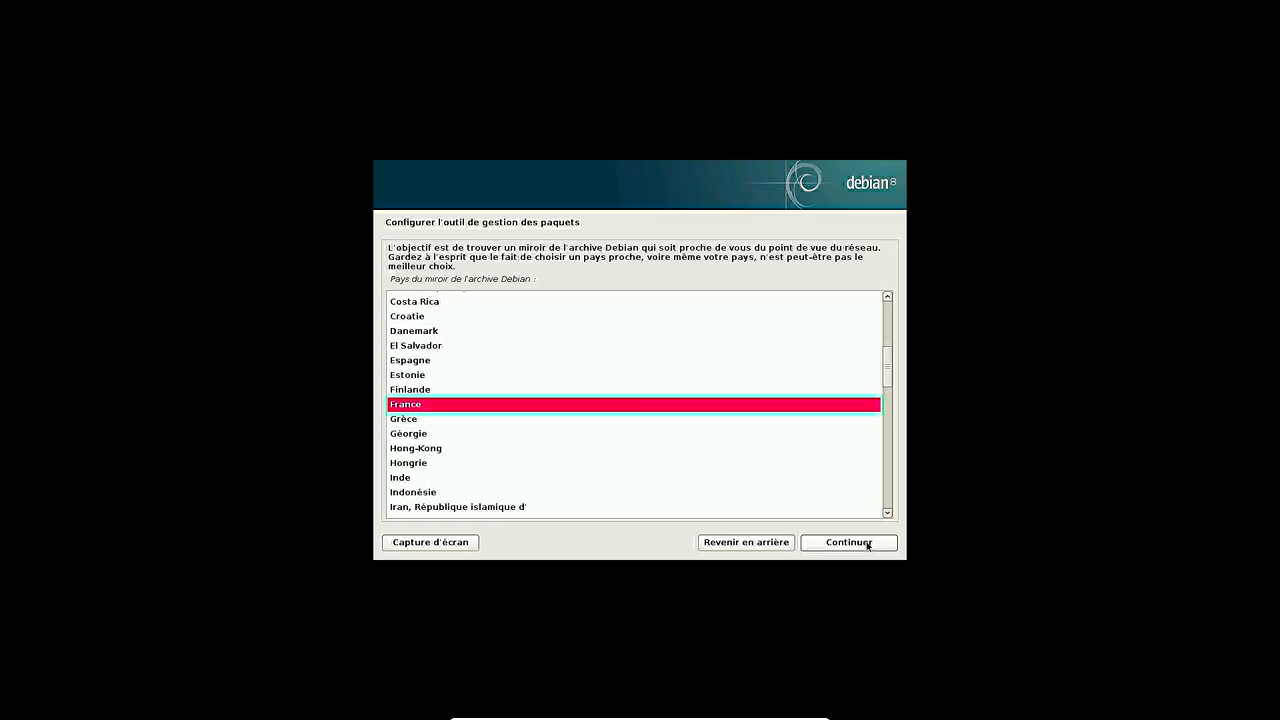 debian 8
Configurer l'outil de gestion des paquets
L'objectif est de trouver un miroir de l'archive Debian qui soit proche de vous du point de vue du réseau.
Gardez à l'esprit que le fait de choisir un pays proche, voire même votre pays, n'est peut-être pas le
meilleur choix.
Pays du miroir de l'archive Debian :
Costa Rica
Croatie
Danemark
El Salvador
Espagne
Estonie
Finlande
France
Grèce
Géorgie
Hong-Kong
Hongrie
Inde
Indonésie
Iran, République islamique d'
Capture d'écran
Revenir en arrière
Continuer